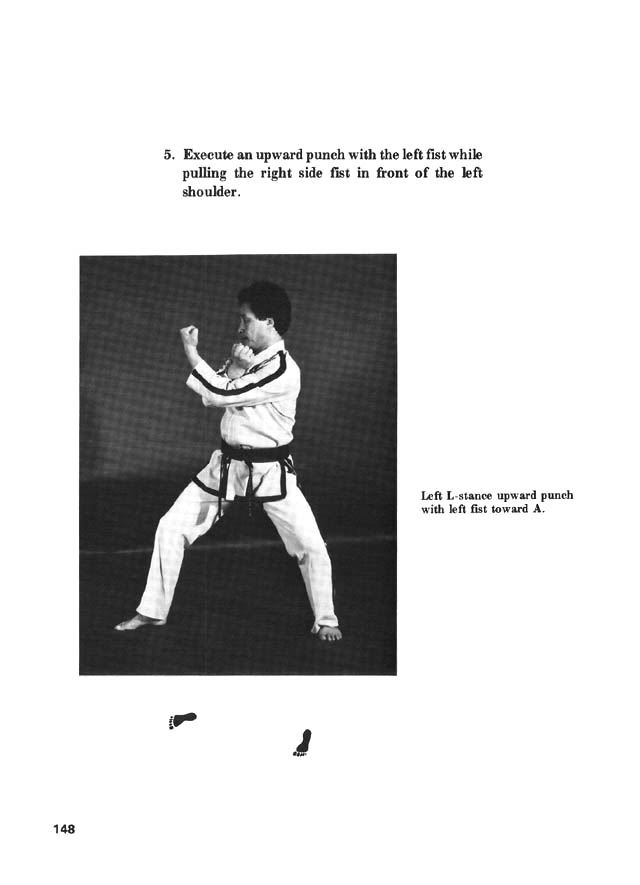 5. Execute an upward punch with the left fist while
pulling the right side fist in front of the left
shoulder.
Left L-stance upward punch
with left fist toward A.
148